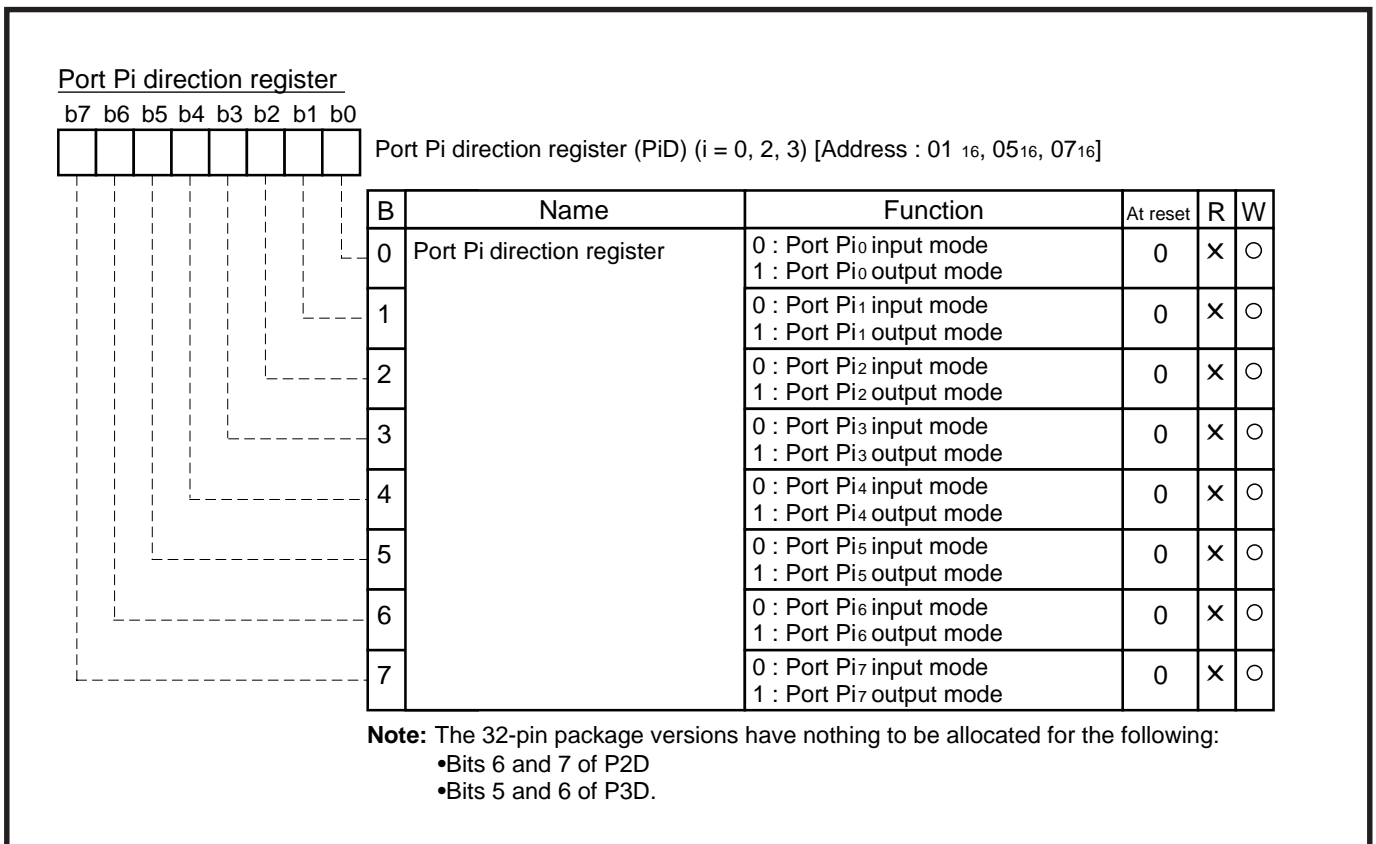 Port Pi direction register
b7 b6 b5 b4 b3 b2 b1 b0
Port Pi direction register (PiD) (i = 0, 2, 3) [Address : 01 16, 0516, 0716]
B Name Function At reset R W
0 Port Pi direction register 0 : Port Pi0 input mode 0 X O
1 : Port Pi0 output mode
1 0 : Port Pi1 input mode 0 X O
1 : Port Pi1 output mode
2 0 : Port Pi2 input mode 0 X O
1 : Port Pi2 output mode
3 0 : Port Pi3 input mode 0 X O
1 : Port Pi3 output mode
4 0 : Port Pi4 input mode 0 X O
1 : Port Pi4 output mode
5 0 : Port Pi5 input mode 0 X O
1 : Port Pi5 output mode
6 0 : Port Pi6 input mode 0 X O
1 : Port Pi6 output mode
7 0 : Port Pi7 input mode 0 X O
1 : Port Pi7 output mode
Note: The 32-pin package versions have nothing to be allocated for the following:
•Bits 6 and 7 of P2D
•Bits 5 and 6 of P3D.